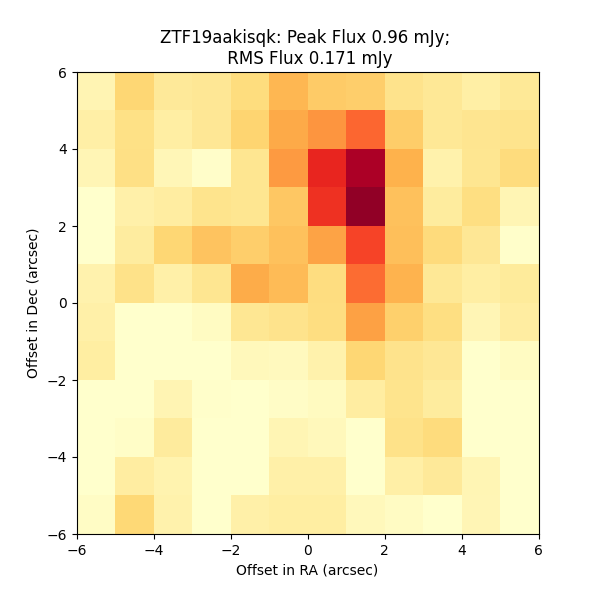 ZTF19aakisqk: Peak Flux 0.96 mJy;
RMS Flux 0.171 mJy
6
4
2
0
−2
−4
−6
Offset in Dec (arcsec)
−6 −4 −2 0 2 4 6
Offset in RA (arcsec)